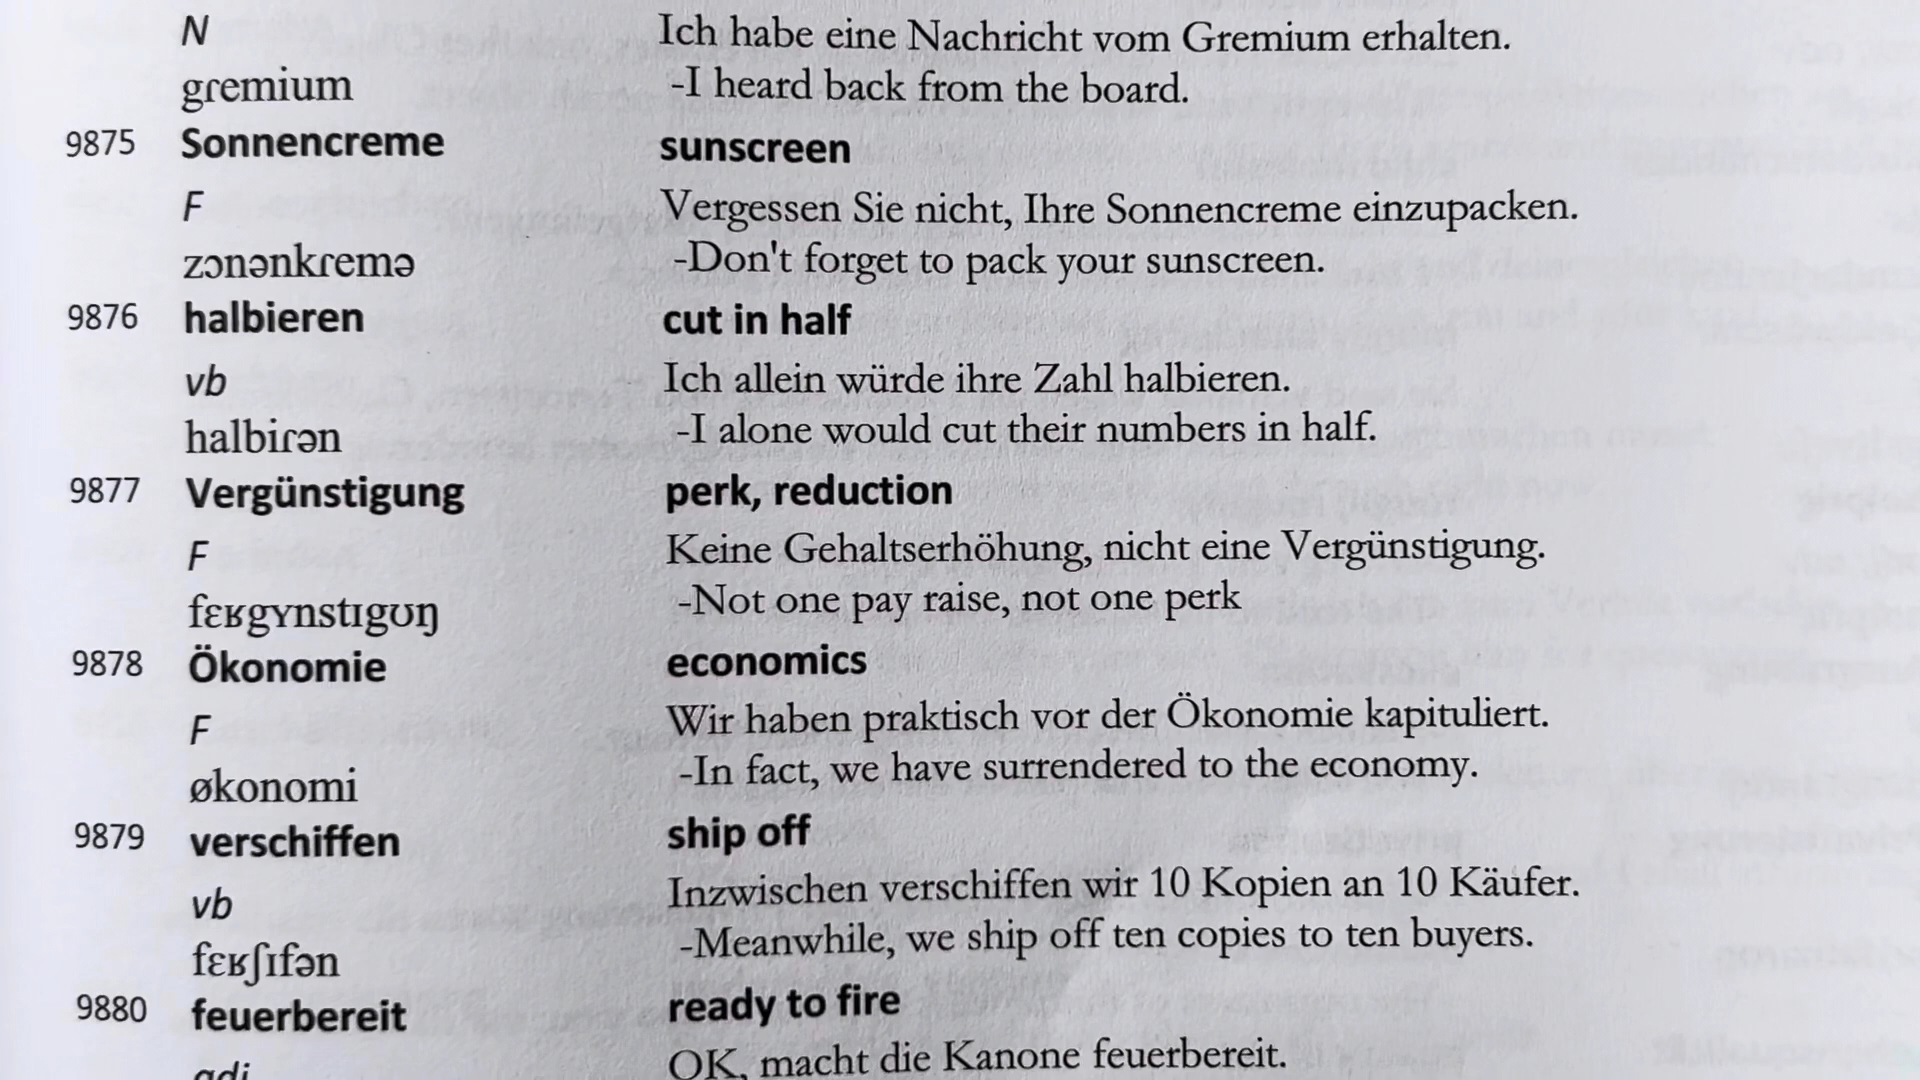 N Ich habe eine Nachricht vom Gremium erhalten.
gremium -I heard back from the board.
9875 Sonnencreme sunscreen
F Vergessen Sie nicht, Ihre Sonnencreme einzupacken.
zɔnənkremə -Don't forget to pack your sunscreen.
9876 halbieren cut in half
vb Ich allein würde ihre Zahl halbieren.
halbirən -I alone would cut their numbers in half.
9877 Vergünstigung perk, reduction
F Keine Gehaltserhöhung, nicht eine Vergünstigung.
fɛʁgʏnstɪgʊŋ -Not one pay raise, not one perk
9878 Ökonomie economics
F Wir haben praktisch vor der Ökonomie kapituliert.
økonomi -In fact, we have surrendered to the economy.
9879 verschiffen ship off
vb Inzwischen verschiffen wir 10 Kopien an 10 Käufer.
fɛʁʃɪfən -Meanwhile, we ship off ten copies to ten buyers.
9880 feuerbereit ready to fire
adj OK, macht die Kanone feuerbereit.